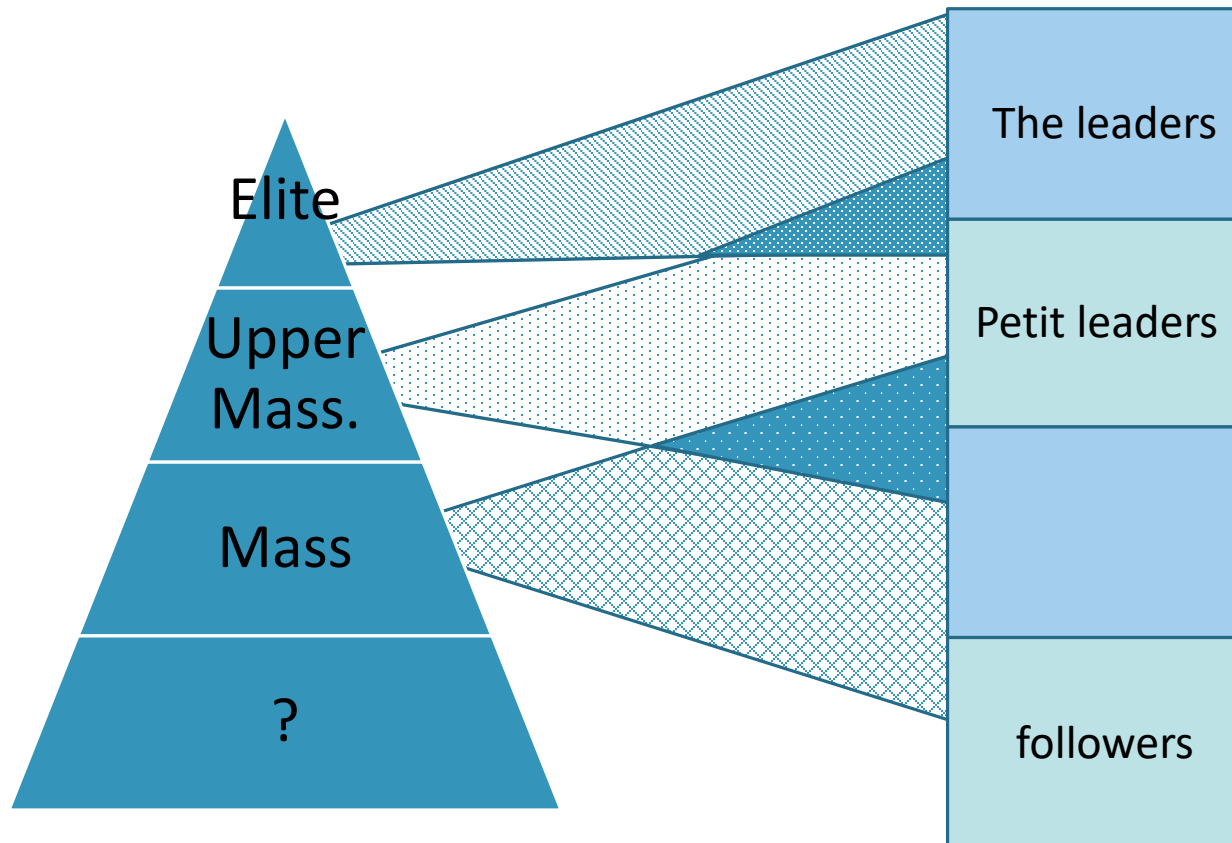 Elite
Upper
Mass.
Mass
?
The leaders
Petit leaders
followers